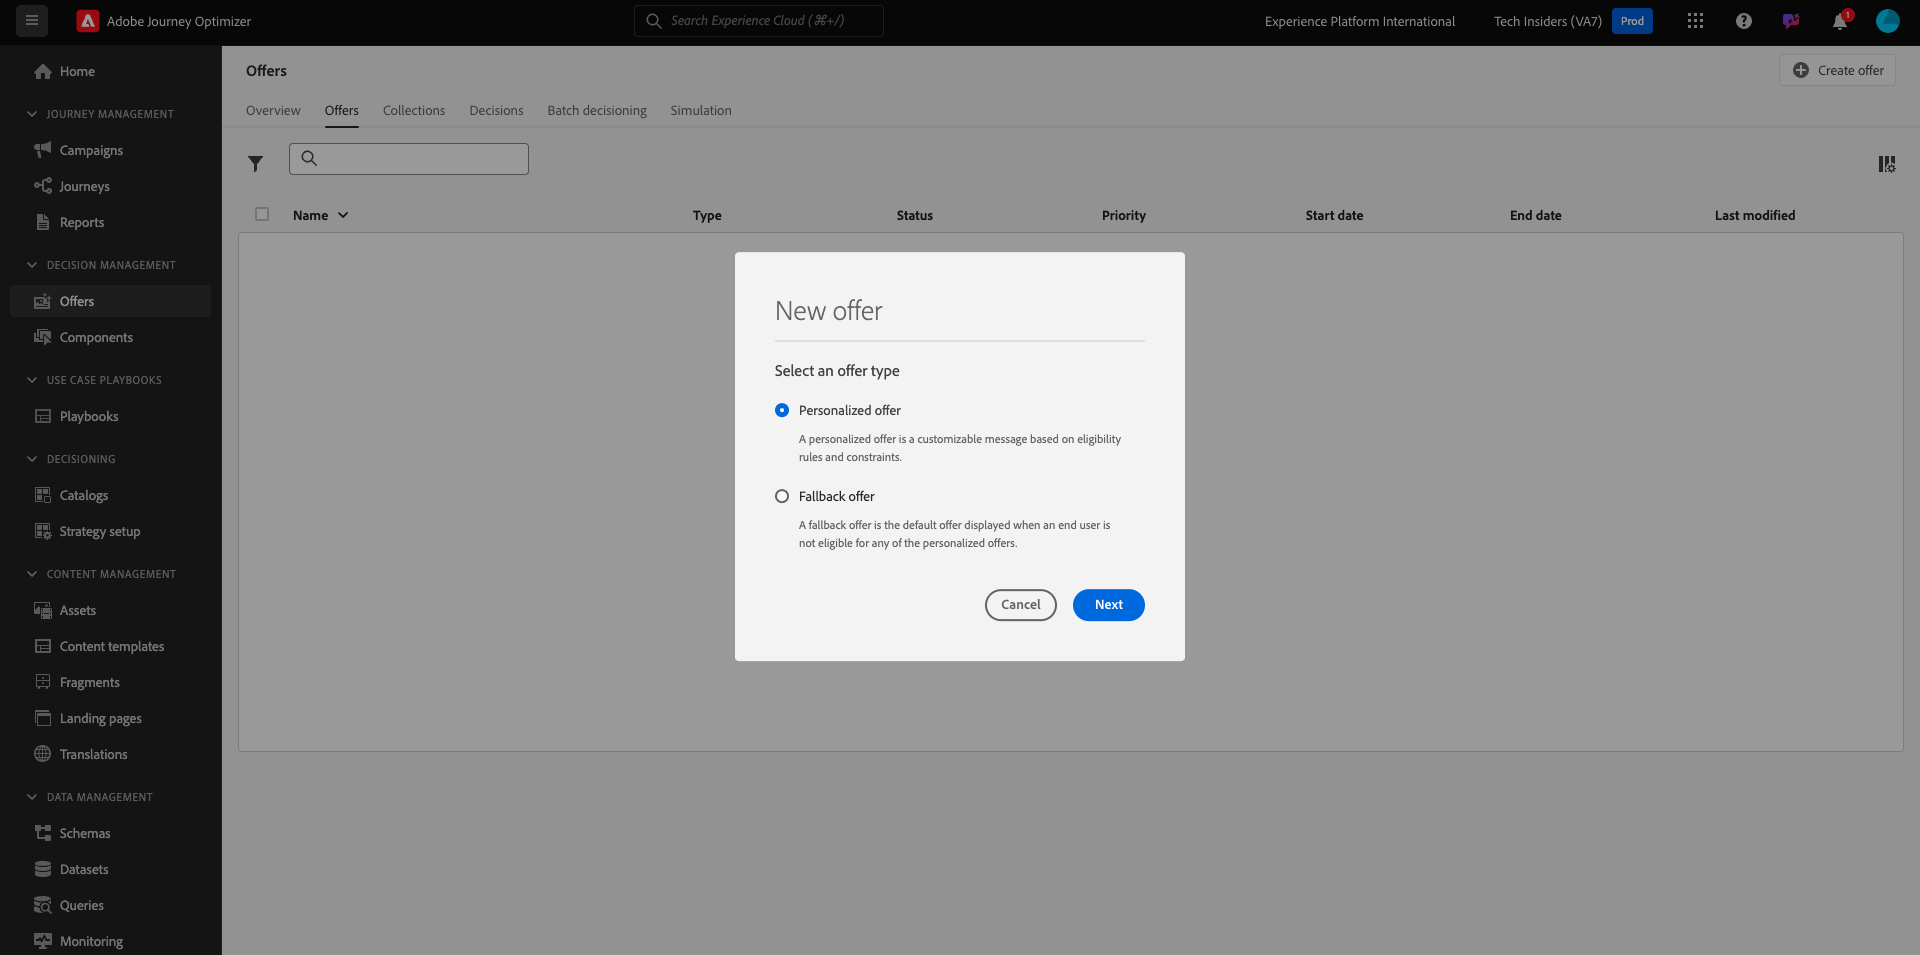 Adobe Journey Optimizer
Search Experience Cloud (⌘+/)
Experience Platform International
Tech Insiders (VA7)
Prod
1
Home
JOURNEY MANAGEMENT
Campaigns
Journeys
Reports
DECISION MANAGEMENT
Offers
Components
USE CASE PLAYBOOKS
Playbooks
DECISIONING
Catalogs
Strategy setup
CONTENT MANAGEMENT
Assets
Content templates
Fragments
Landing pages
Translations
DATA MANAGEMENT
Schemas
Datasets
Queries
Monitoring
Offers
Create offer
Overview Offers Collections Decisions Batch decisioning Simulation
Name Type Status Priority Start date End date Last modified
New offer
Select an offer type
Personalized offer
A personalized offer is a customizable message based on eligibility
rules and constraints.
Fallback offer
A fallback offer is the default offer displayed when an end user is
not eligible for any of the personalized offers.
Cancel Next